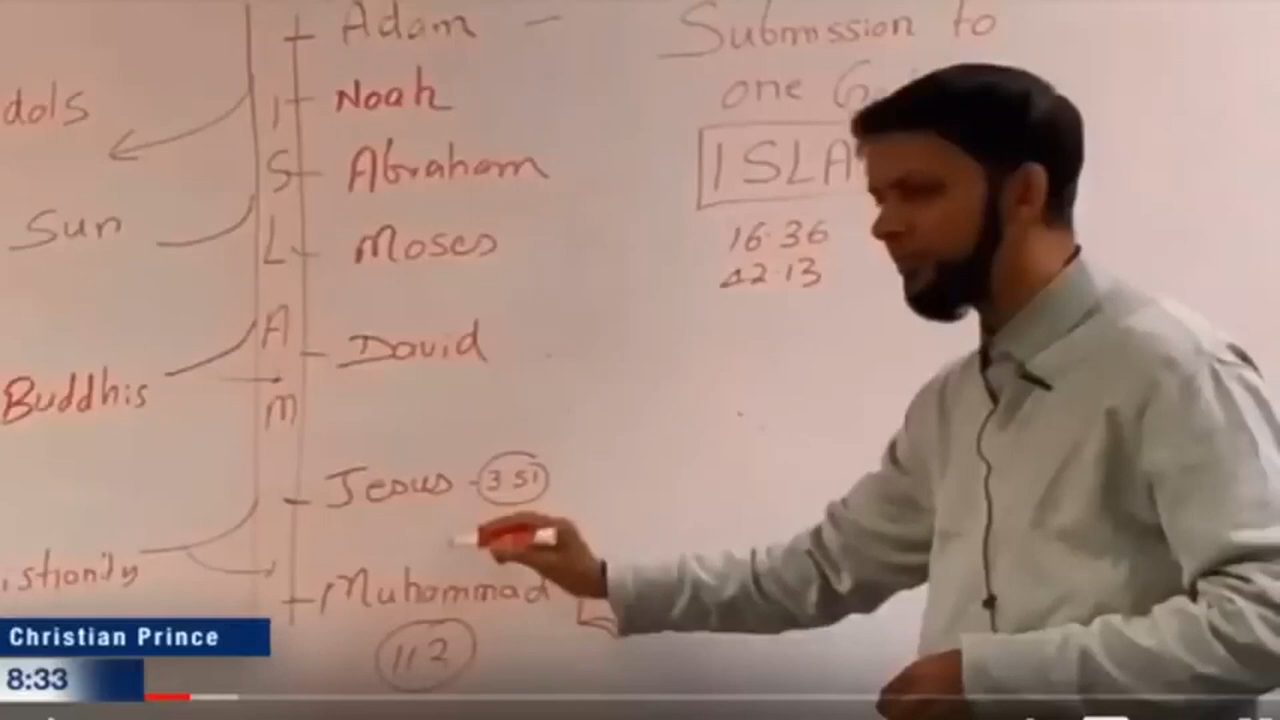 Adam -
Noah
Abraham
Moses
David
Jesus - 3 51
Muhammad
112
I
S
L
A
M
dols
Sun
Buddhis
istianity
Submission to
one G
ISLA
16.36
42.13
Christian Prince
8:33